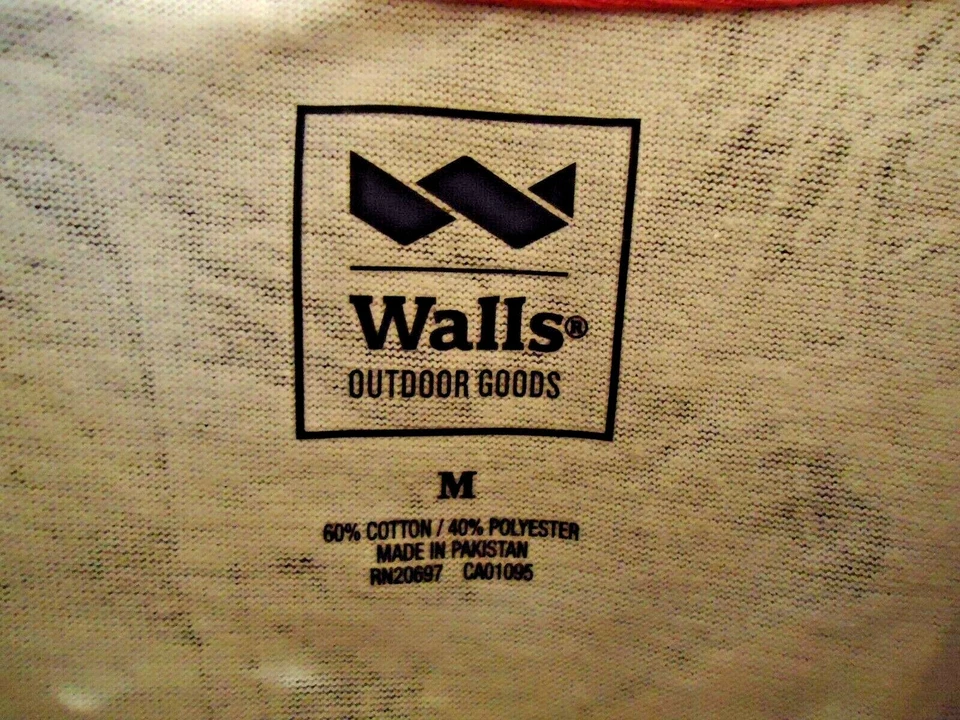 Walls®
OUTDOOR GOODS
M
60% COTTON / 40% POLYESTER
MADE IN PAKISTAN
RN20697 CA01095